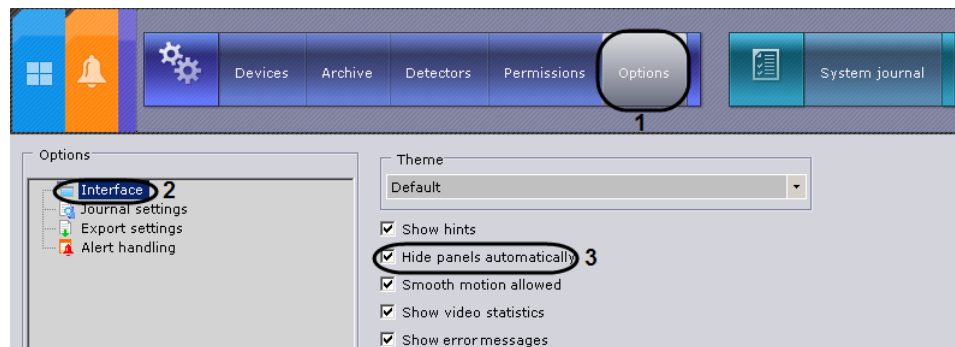 Devices Archive Detectors Permissions Options System journal
1
Options
Interface 2
Journal settings
Export settings
Alert handling
Theme
Default
Show hints
Hide panels automatically 3
Smooth motion allowed
Show video statistics
Show error messages